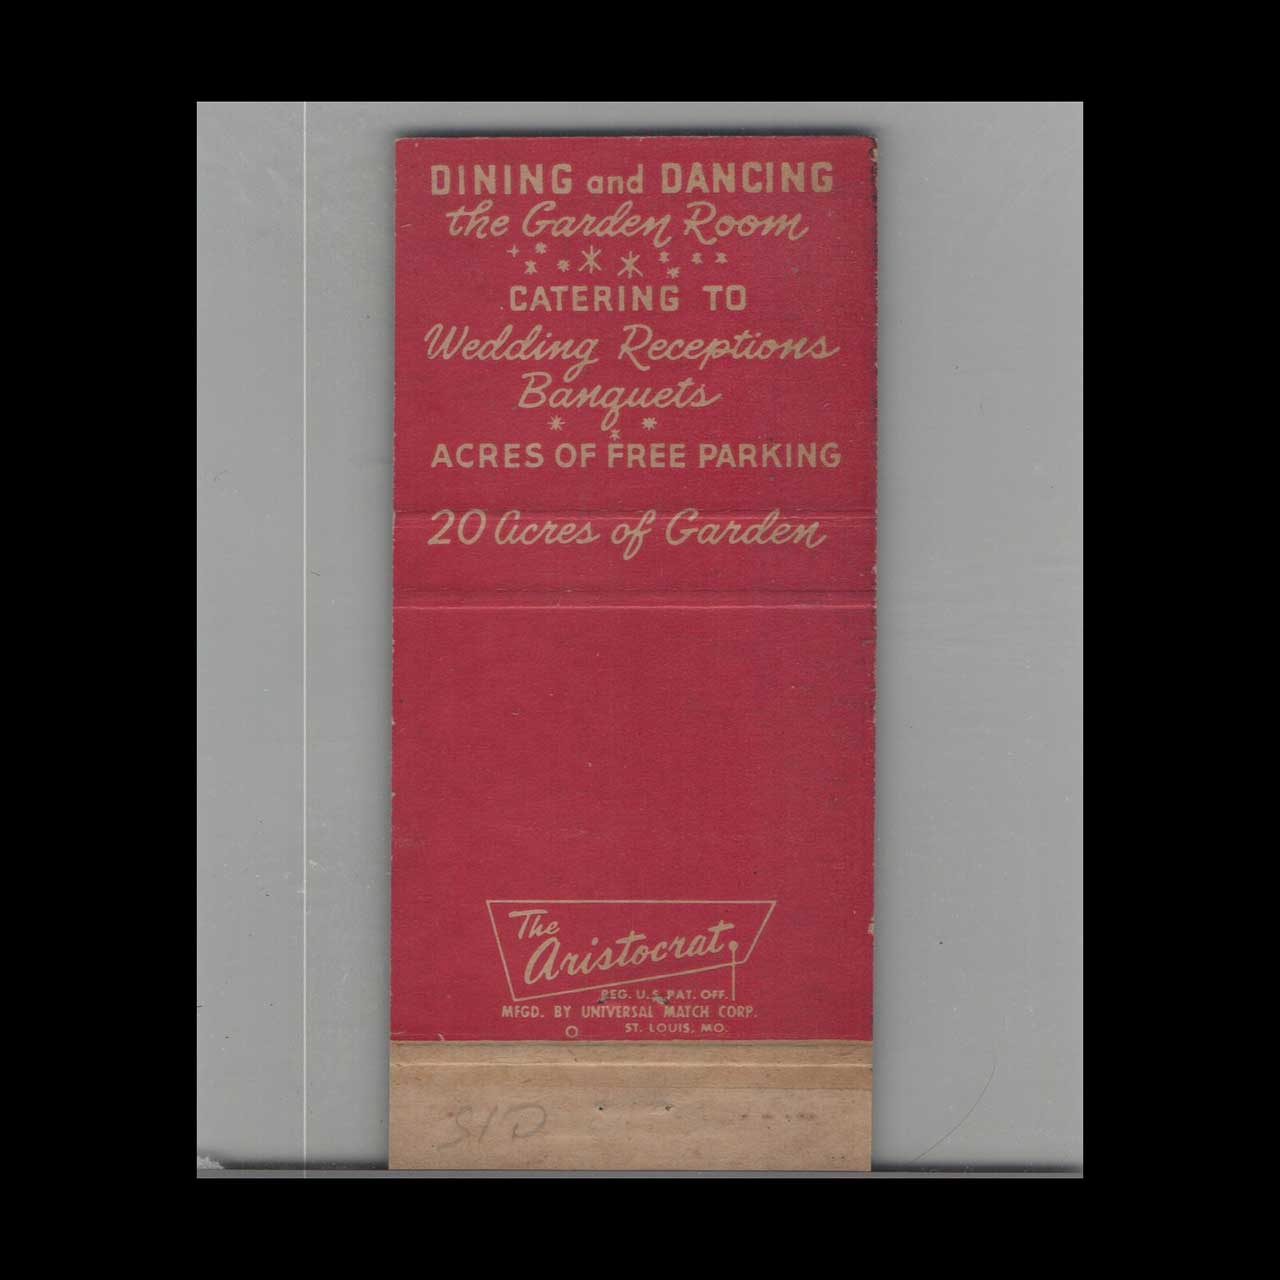 DINING and DANCING
the Garden Room
CATERING TO
Wedding Receptions
Banquets
ACRES OF FREE PARKING
20 Acres of Garden
The
Aristocrat
REG. U.S. PAT. OFF.
MFGD. BY UNIVERSAL MATCH CORP.
ST. LOUIS, MO.